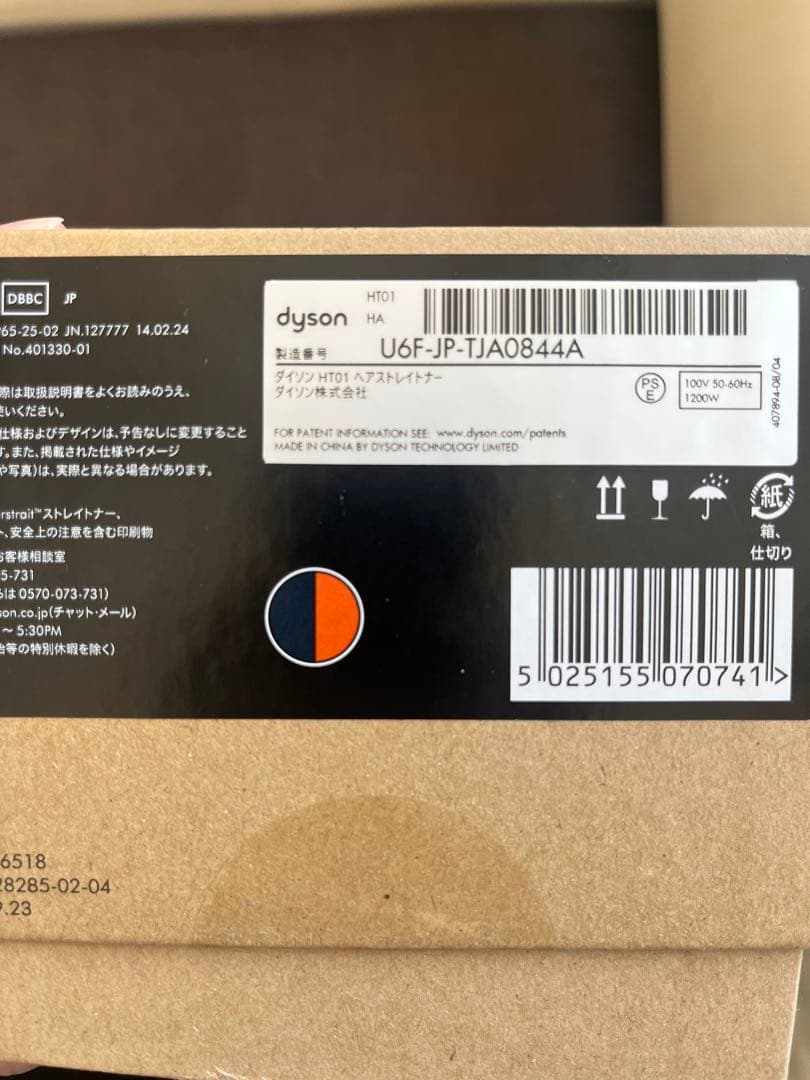 DBBC JP
65-25-02 JN.127777 14.02.24
No.401330-01
際は取扱説明書をよくお読みのうえ、
使いください。
仕様およびデザインは、予告なしに変更すること
す。また、掲載された仕様やイメージ
や写真)は、実際と異なる場合があります。
rstrait™ストレイトナー、
ト、安全上の注意を含む印刷物
お客様相談室
5-731
らは 0570-073-731)
son.co.jp(チャット・メール)
～ 5:30PM
始等の特別休暇を除く)
dyson
HT01
HA
製造番号 U6F-JP-TJA0844A
ダイソン HT01 ヘアストレイトナー
ダイソン株式会社
PS
E
100V 50-60Hz
1200W
407894-08/04
FOR PATENT INFORMATION SEE: www.dyson.com/patents
MADE IN CHINA BY DYSON TECHNOLOGY LIMITED
紙
箱、
仕切り
5 025155 070741 >
6518
28285-02-04
9.23